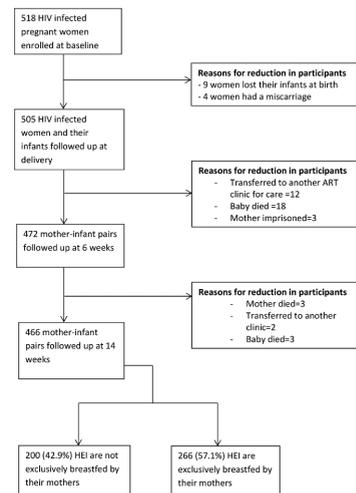 518 HIV infected
pregnant women
enrolled at baseline
Reasons for reduction in participants
- 9 women lost their infants at birth
- 4 women had a miscarriage
505 HIV infected
women and their
infants followed up at
delivery
Reasons for reduction in participants
- Transferred to another ART
clinic for care =12
- Baby died =18
- Mother imprisoned=3
472 mother-infant pairs
followed up at 6 weeks
Reasons for reduction in participants
- Mother died=3
- Transferred to another
clinic=2
- Baby died=3
466 mother-infant
pairs followed up at 14
weeks
200 (42.9%) HEI are not
exclusively breastfed by
their mothers
266 (57.1%) HEI are
exclusively breastfed by
their mothers